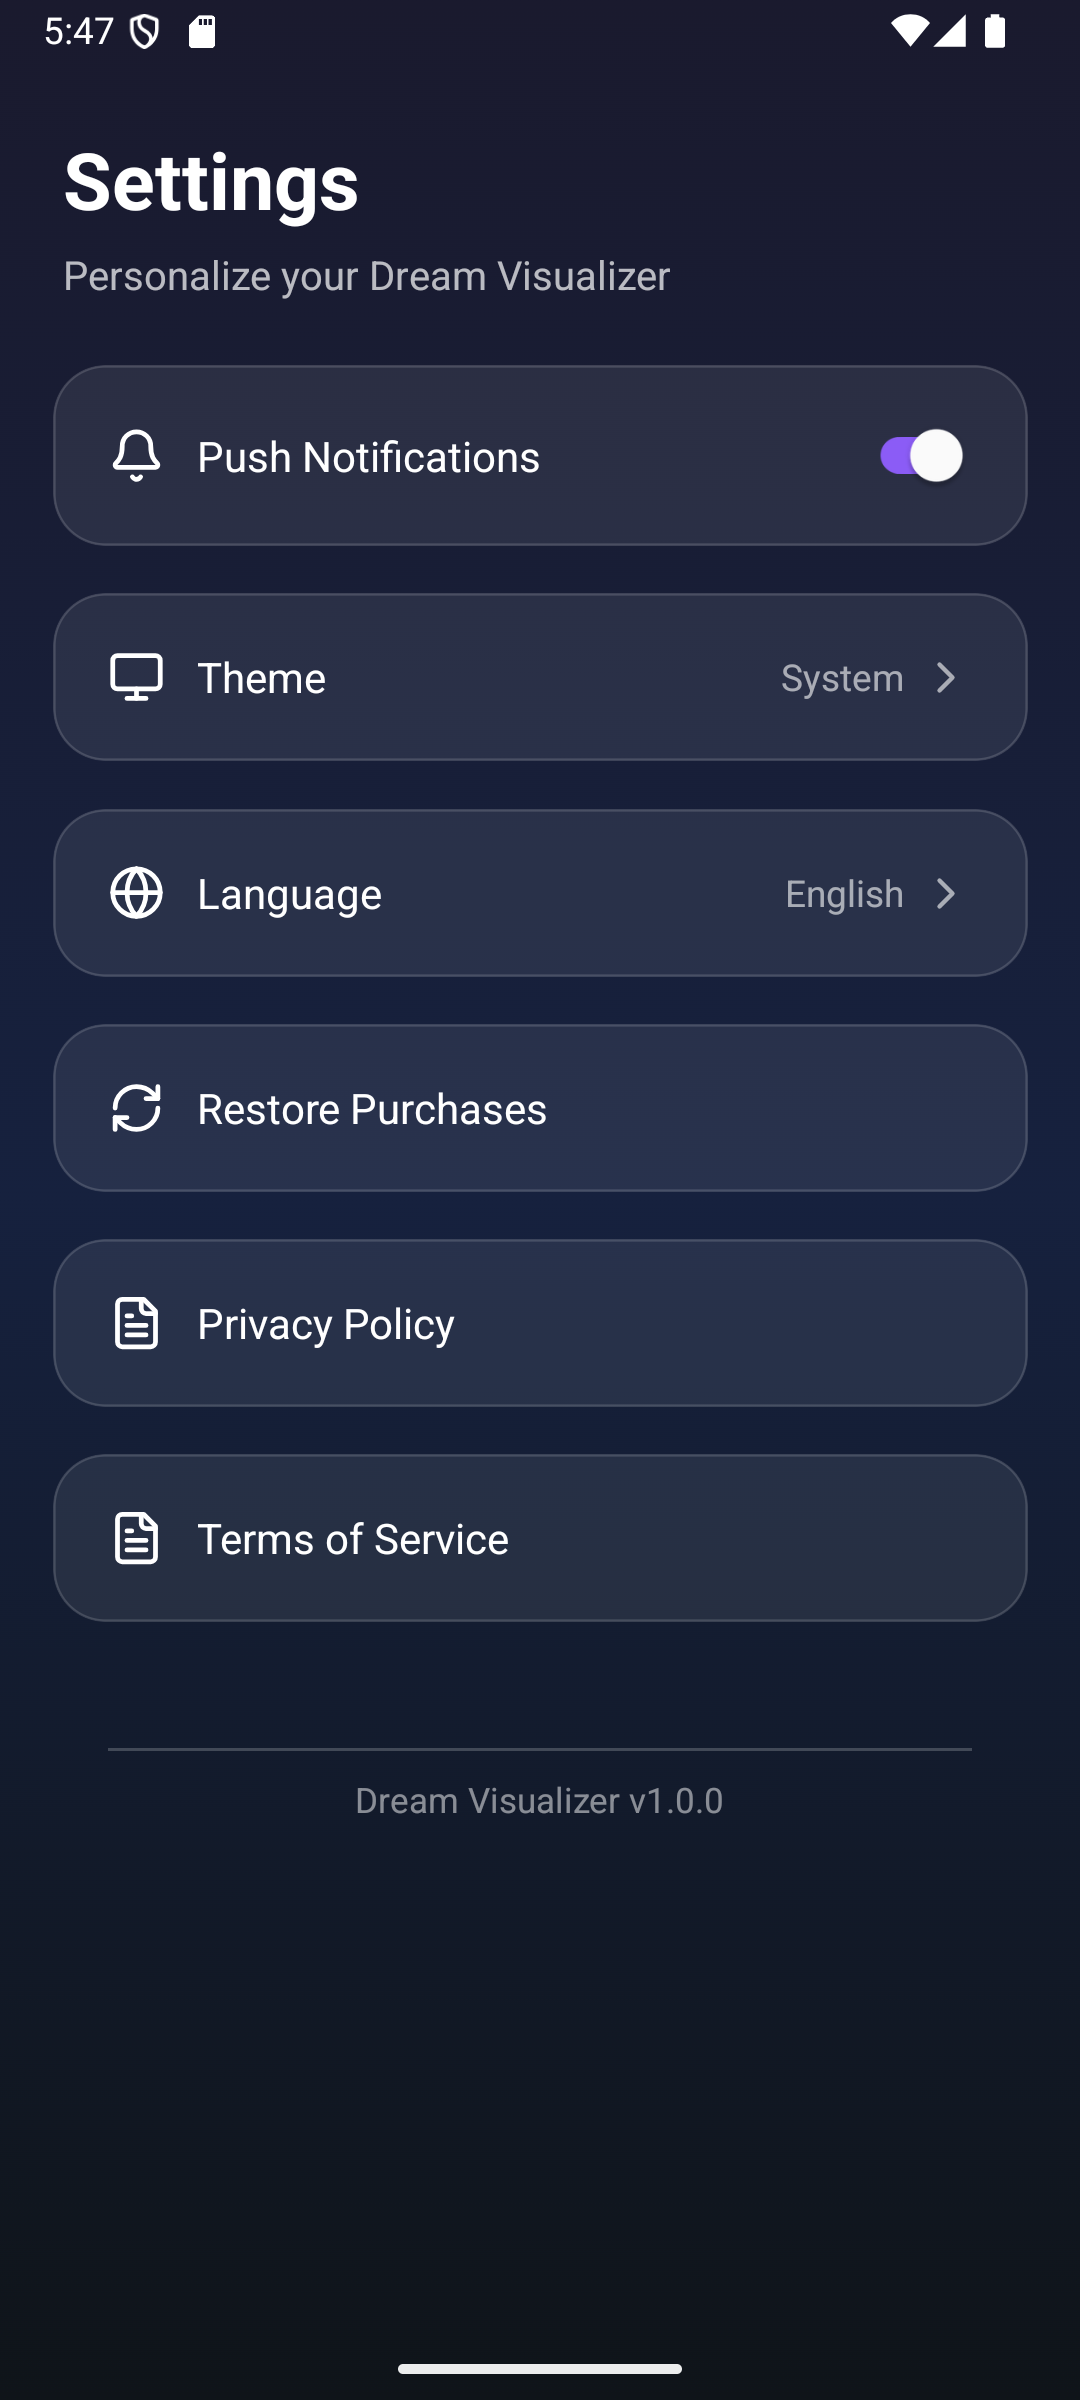 5:47
Settings
Personalize your Dream Visualizer
Push Notifications
Theme
System
Language
English
Restore Purchases
Privacy Policy
Terms of Service
Dream Visualizer v1.0.0